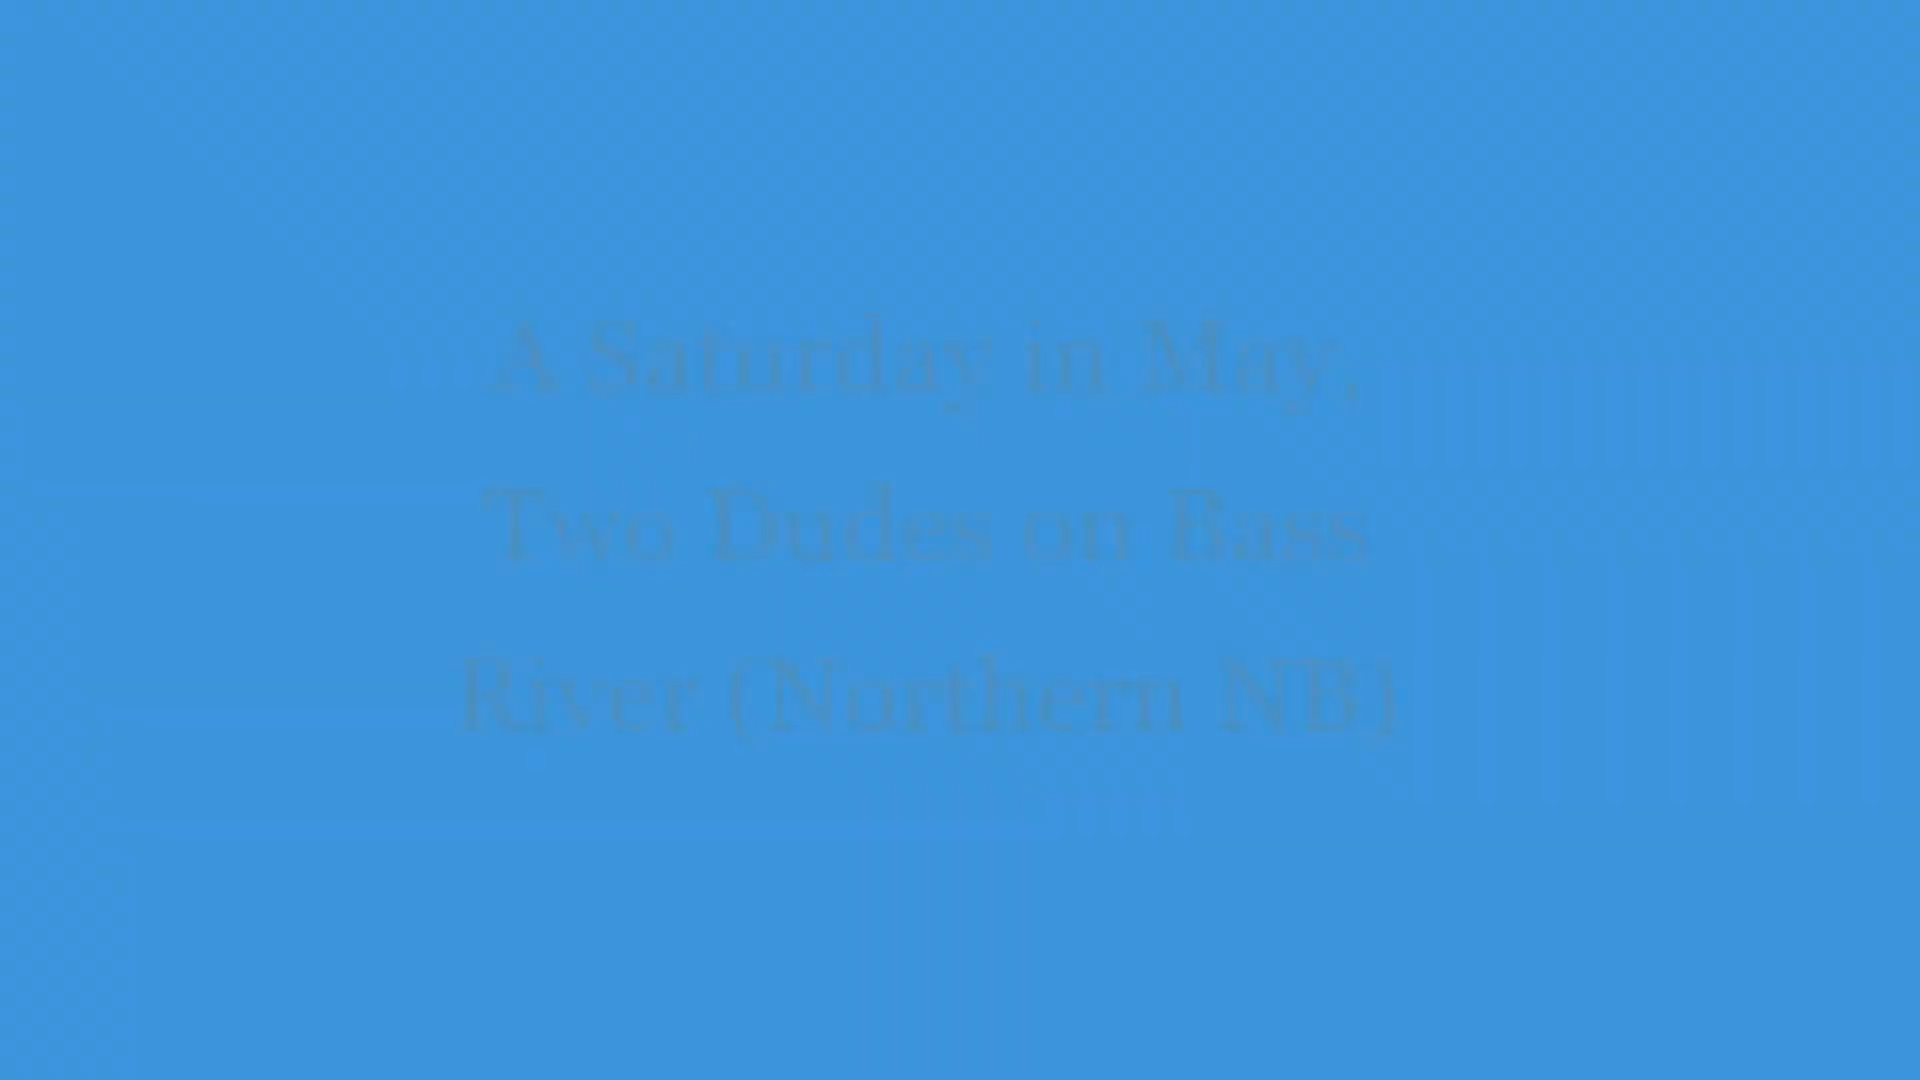 A Saturday in May,
Two Dudes on Bass
River (Northern NB)